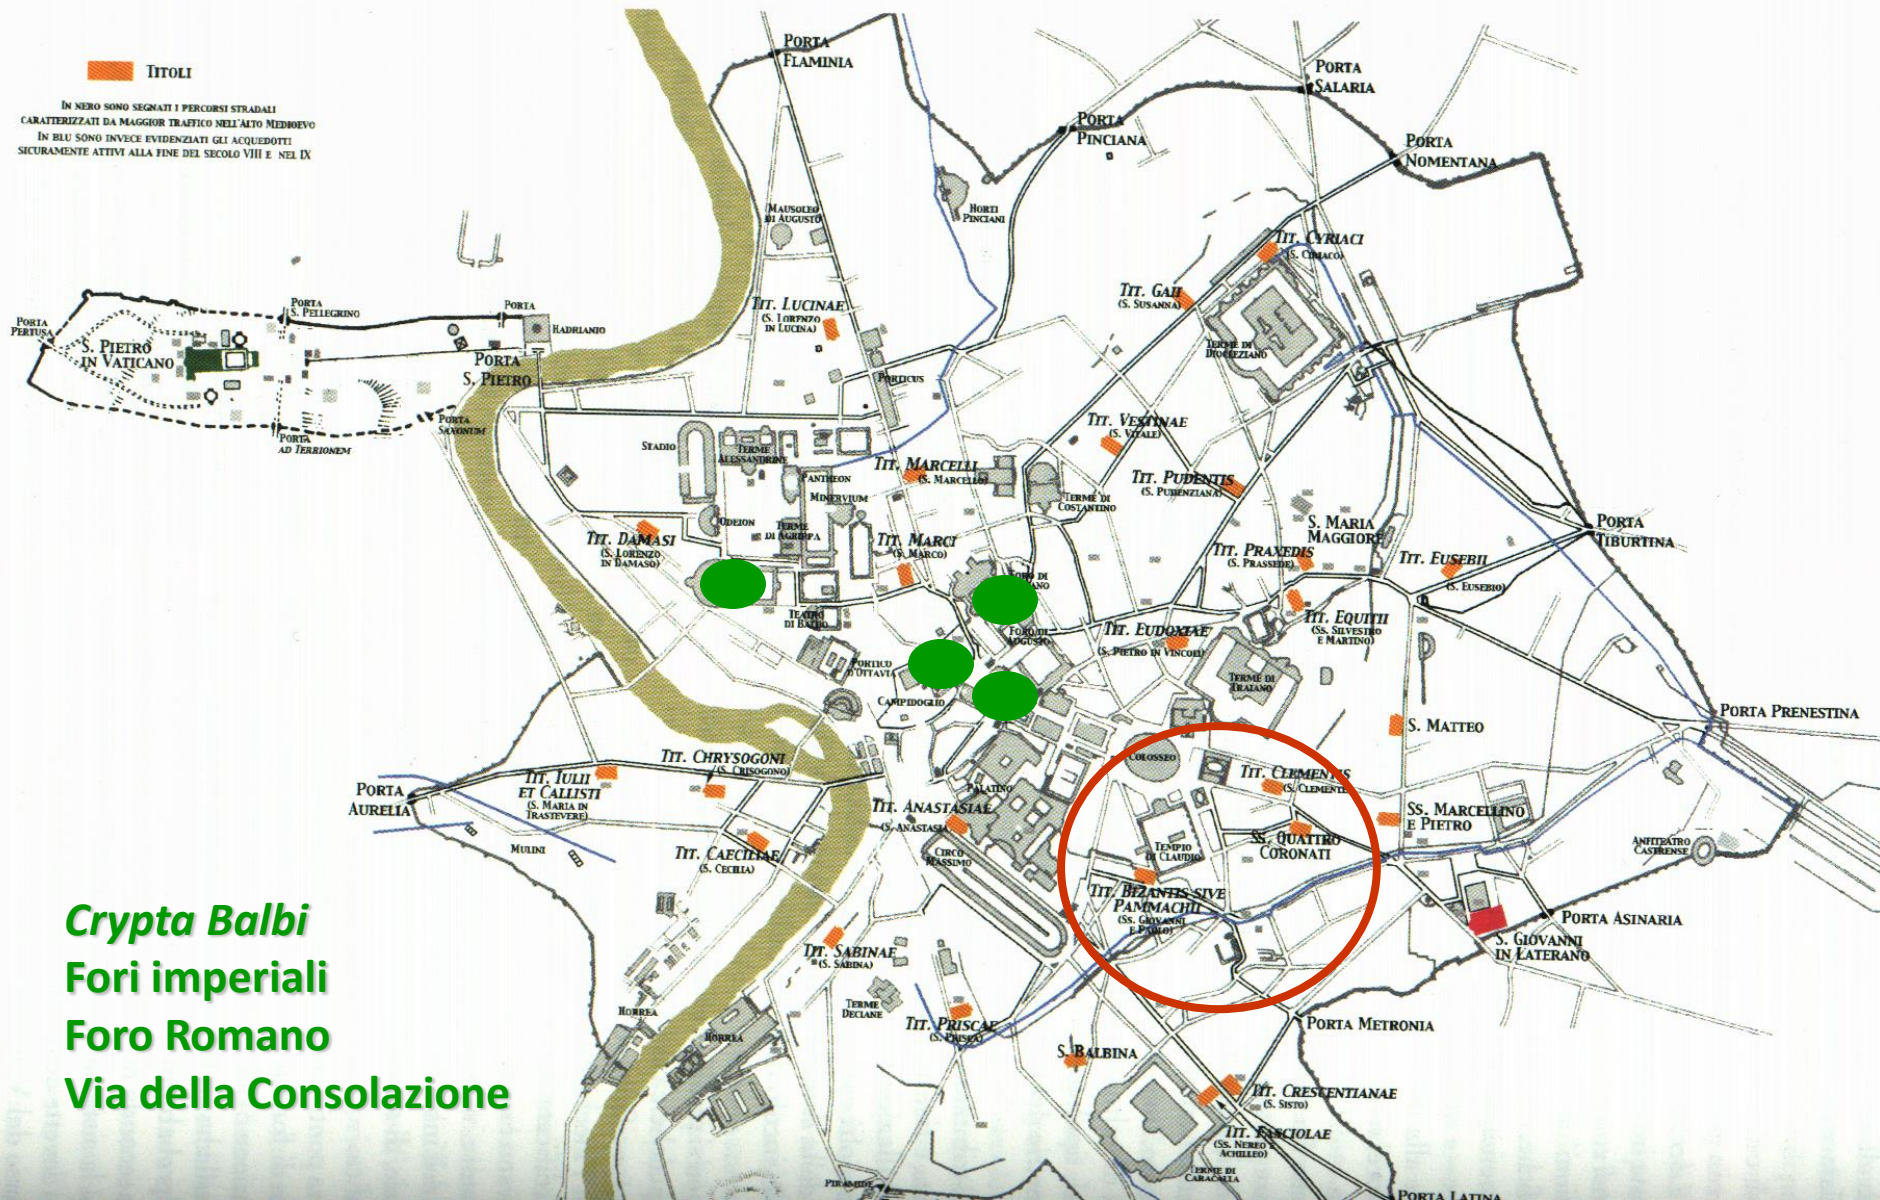 TITOLI
IN NERO SONO SEGNATI I PERCORSI STRADALI
CARATTERIZZATI DA MAGGIOR TRAFFICO NELL'ALTO MEDIOEVO
IN BLU SONO INVECE EVIDENZIATI GLI ACQUEDOTTI
SICURAMENTE ATTIVI ALLA FINE DEL SECOLO VIII E NEL IX
PORTA
FLAMINIA
PORTA
SALARIA
PORTA
PINCIANA
PORTA
NOMENTANA
MAUSOLEO
DI AUGUSTO
HORTI
PINCIANI
TIT. CYRIACI
(S. CIRIACO)
TIT. GAII
(S. SUSANNA)
TIT. LUCINAE
(S. LORENZO
IN LUCINA)
PORTA
S. PELLEGRINO
PORTA
HADRIANIO
PORTA
PERTUSA
S. PIETRO
IN VATICANO
PORTA
S. PIETRO
TERME DI
DIOCLEZIANO
PORTICUS
PORTA
SAXONUM
PORTA
AD TERRIONEM
STADIO
TERME
ALESSANDRINE
TIT. VESTINAE
(S. VITALE)
PANTHEON
MINERVIUM
TIT. MARCELLI
(S. MARCELLO)
TIT. PUDENTIS
(S. PUDENZIANA)
TERME DI
COSTANTINO
ODEION
TERME
DI AGRIPPA
TIT. DAMASI
(S. LORENZO
IN DAMASO)
TIT. MARCI
(S. MARCO)
S. MARIA
MAGGIORE
PORTA
TIBURTINA
TIT. PRAXEDIS
(S. PRASSEDE)
TIT. EUSEBII
(S. EUSEBIO)
FORO DI
TEATRO
DI BALBO
TIT. EQUITII
(SS. SILVESTRO
E MARTINO)
FORO DI
AUGUSTO
TIT. EUDOXIAE
(S. PIETRO IN VINCOLI)
PORTICO
D'OTTAVIA
TERME DI
TRAIANO
CAMPIDOGLIO
S. MATTEO
PORTA PRENESTINA
COLOSSEO
TIT. CHRYSOGONI
(S. CRISOGONO)
TIT. IULII
ET CALLISTI
(S. MARIA IN
TRASTEVERE)
PORTA
AURELIA
TIT. CLEMENTIS
(S. CLEMENTE)
PALATINO
TIT. ANASTASIAE
(S. ANASTASIA)
SS. MARCELLINO
E PIETRO
SS. QUATTRO
CORONATI
MULINI
TIT. CAECILIAE
(S. CECILIA)
CIRCO
MASSIMO
TEMPIO
DI CLAUDIO
ANFITEATRO
CASTRENSE
TIT. BIZANTIS SIVE
PAMMACHII
(SS. GIOVANNI
E PAOLO)
PORTA ASINARIA
S. GIOVANNI
IN LATERANO
TIT. SABINAE
(S. SABINA)
HORREA
HORREA
TERME
DECIANE
TIT. PRISCAE
(S. PRISCA)
PORTA METRONIA
S. BALBINA
TIT. CRESCENTIANAE
(S. SISTO)
TIT. FASCIOLAE
(SS. NEREO E
ACHILLEO)
TERME DI
CARACALLA
PIRAMIDE
PORTA LATINA
Crypta Balbi
Fori imperiali
Foro Romano
Via della Consolazione